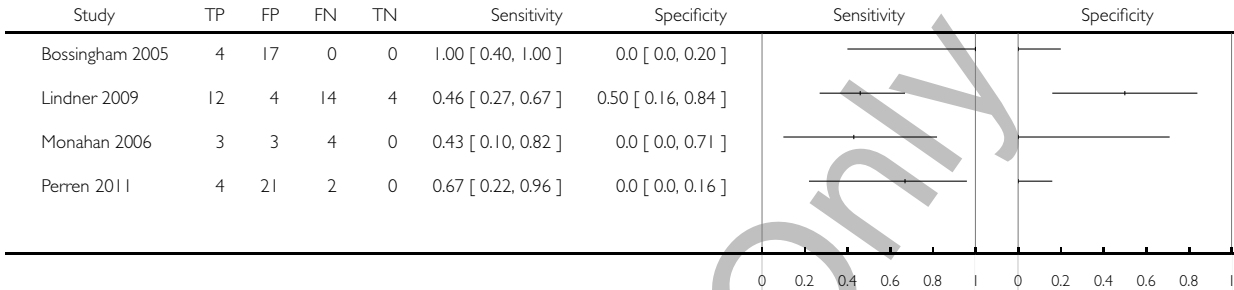 Study TP FP FN TN Sensitivity Specificity Sensitivity Specificity
Bossingham 2005 4 17 0 0 1.00 [ 0.40, 1.00 ] 0.0 [ 0.0, 0.20 ]
Lindner 2009 12 4 14 4 0.46 [ 0.27, 0.67 ] 0.50 [ 0.16, 0.84 ]
Monahan 2006 3 3 4 0 0.43 [ 0.10, 0.82 ] 0.0 [ 0.0, 0.71 ]
Perren 2011 4 21 2 0 0.67 [ 0.22, 0.96 ] 0.0 [ 0.0, 0.16 ]
0 0.2 0.4 0.6 0.8 1 0 0.2 0.4 0.6 0.8 1
Only